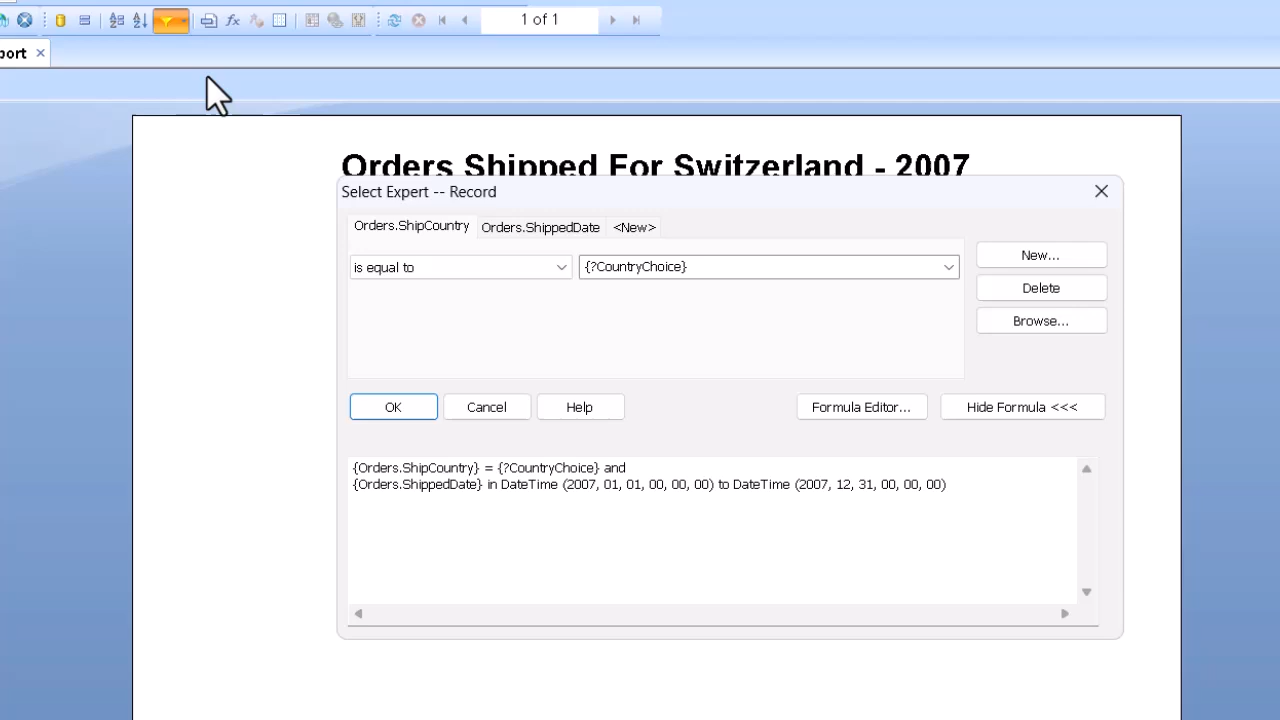 1 of 1
port
Orders Shipped For Switzerland - 2007
Select Expert -- Record
Orders.ShipCountry Orders.ShippedDate <New>
is equal to {?CountryChoice} New...
Delete
Browse...
OK Cancel Help Formula Editor... Hide Formula <<<
{Orders.ShipCountry} = {?CountryChoice} and
{Orders.ShippedDate} in DateTime (2007, 01, 01, 00, 00, 00) to DateTime (2007, 12, 31, 00, 00, 00)